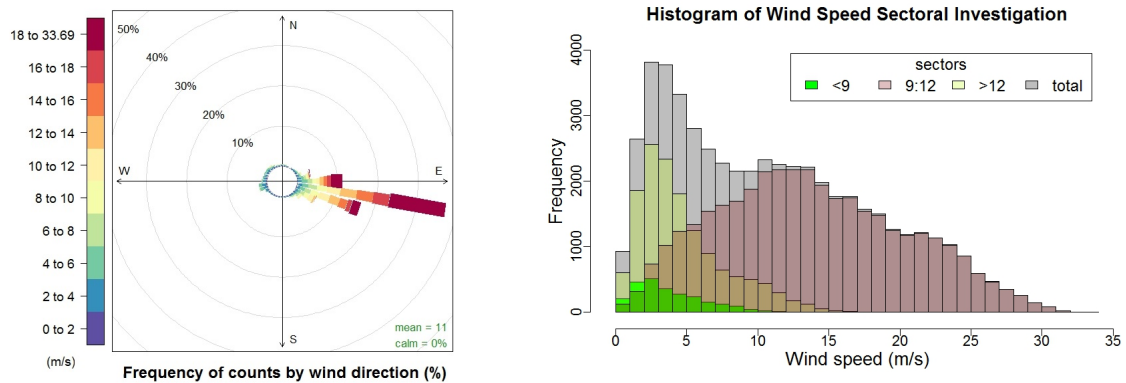 18 to 33.69
16 to 18
14 to 16
12 to 14
10 to 12
8 to 10
6 to 8
4 to 6
2 to 4
0 to 2
(m/s)
50%
40%
30%
20%
10%
N
W
E
S
mean = 11
calm = 0%
Frequency of counts by wind direction (%)
Histogram of Wind Speed Sectoral Investigation
sectors
<9 9:12 >12 total
Frequency
4000
3000
2000
1000
0
0 5 10 15 20 25 30 35
Wind speed (m/s)